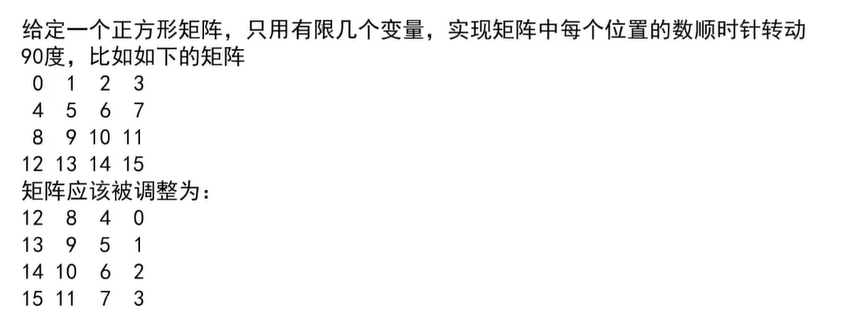 给定一个正方形矩阵，只用有限几个变量，实现矩阵中每个位置的数顺时针转动
90度，比如如下的矩阵
0 1 2 3
4 5 6 7
8 9 10 11
12 13 14 15
矩阵应该被调整为：
12 8 4 0
13 9 5 1
14 10 6 2
15 11 7 3